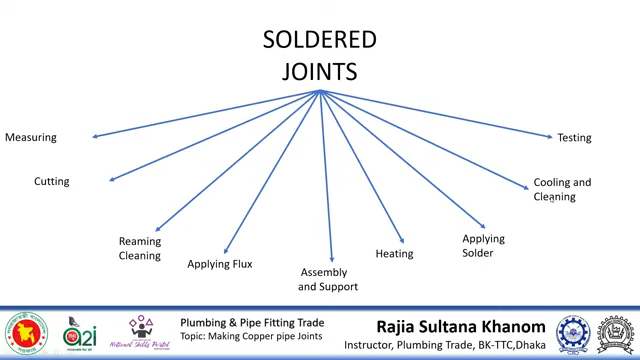 SOLDERED
JOINTS
Measuring
Cutting
Reaming
Cleaning
Applying Flux
Assembly
and Support
Heating
Applying
Solder
Cooling and
Cleaning
Testing
a2i
National Skills Portal
Plumbing & Pipe Fitting Trade
Topic: Making Copper pipe Joints
Rajia Sultana Khanom
Instructor, Plumbing Trade, BK-TTC,Dhaka